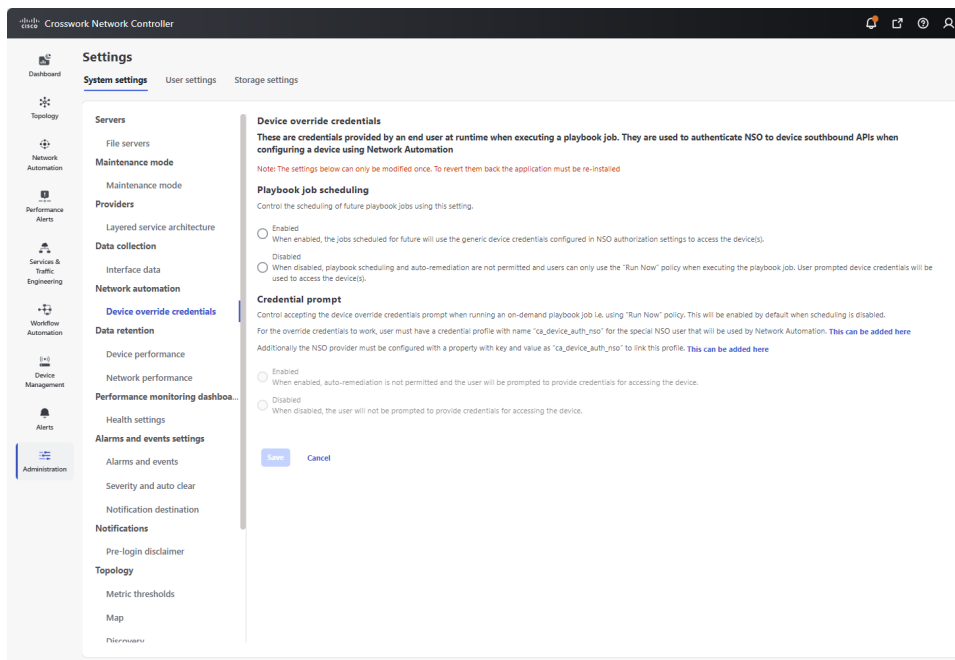 cisco Crosswork Network Controller
Dashboard
Topology
Network
Automation
Performance
Alerts
Services &
Traffic
Engineering
Workflow
Automation
Device
Management
Alerts
Administration
Settings
System settings User settings Storage settings
Servers
File servers
Maintenance mode
Maintenance mode
Providers
Layered service architecture
Data collection
Interface data
Network automation
Device override credentials
Data retention
Device performance
Network performance
Performance monitoring dashboa...
Health settings
Alarms and events settings
Alarms and events
Severity and auto clear
Notification destination
Notifications
Pre-login disclaimer
Topology
Metric thresholds
Map
Discovery
Device override credentials
These are credentials provided by an end user at runtime when executing a playbook job. They are used to authenticate NSO to device southbound APIs when
configuring a device using Network Automation
Note: The settings below can only be modified once. To revert them back the application must be re-installed
Playbook job scheduling
Control the scheduling of future playbook jobs using this setting.
Enabled
When enabled, the jobs scheduled for future will use the generic device credentials configured in NSO authorization settings to access the device(s).
Disabled
When disabled, playbook scheduling and auto-remediation are not permitted and users can only use the "Run Now" policy when executing the playbook job. User prompted device credentials will be
used to access the device(s).
Credential prompt
Control accepting the device override credentials prompt when running an on-demand playbook job i.e. using "Run Now" policy. This will be enabled by default when scheduling is disabled.
For the override credentials to work, user must have a credential profile with name "ca_device_auth_nso" for the special NSO user that will be used by Network Automation. This can be added here
Additionally the NSO provider must be configured with a property with key and value as "ca_device_auth_nso" to link this profile. This can be added here
Enabled
When enabled, auto-remediation is not permitted and the user will be prompted to provide credentials for accessing the device.
Disabled
When disabled, the user will not be prompted to provide credentials for accessing the device.
Save Cancel